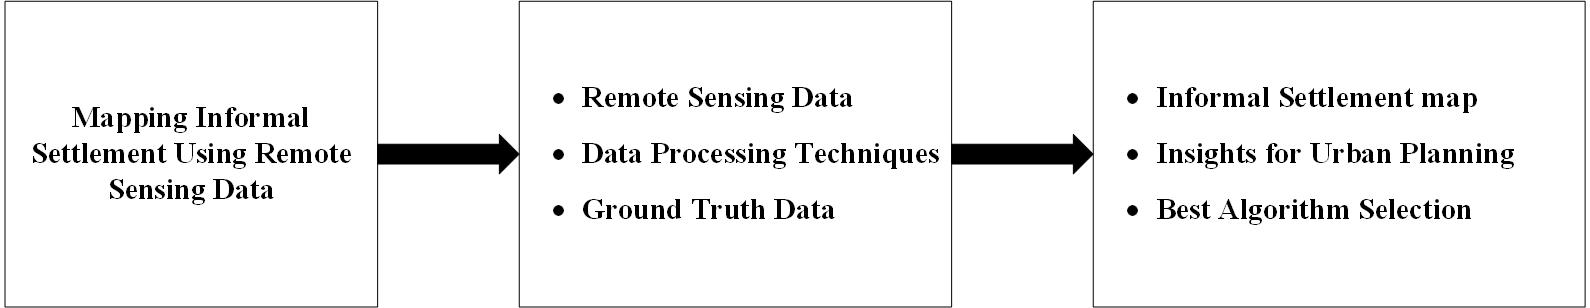 Mapping Informal
Settlement Using Remote
Sensing Data
• Remote Sensing Data
• Data Processing Techniques
• Ground Truth Data
• Informal Settlement map
• Insights for Urban Planning
• Best Algorithm Selection